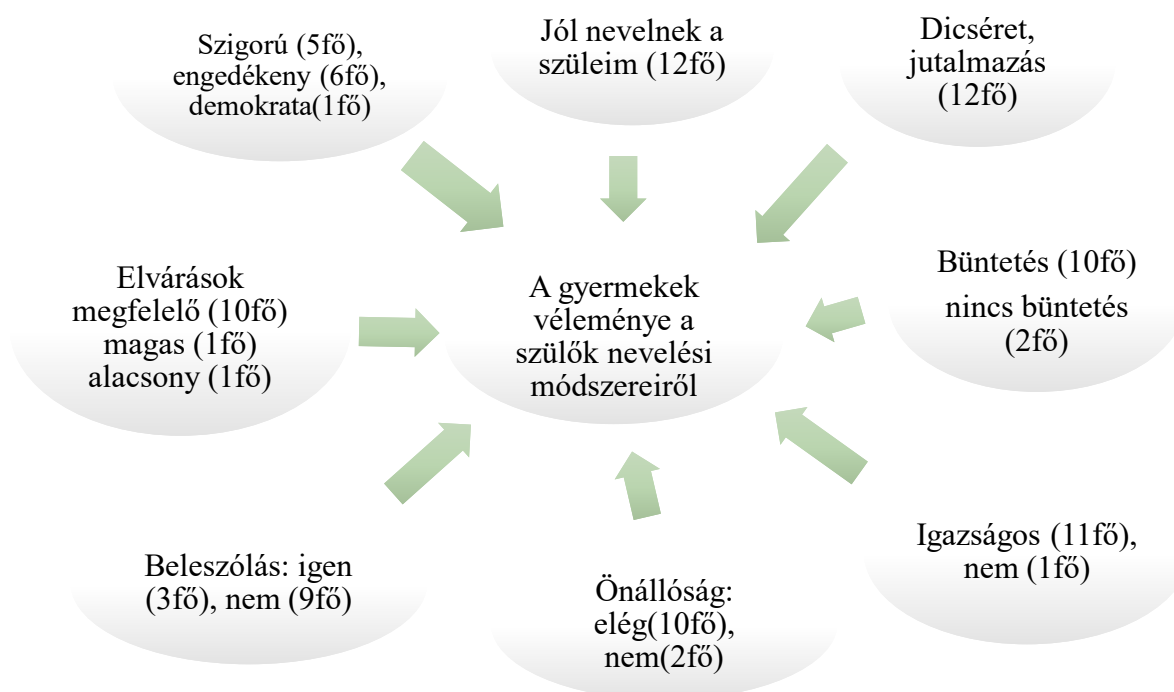 Szigorú (5fő),
engedékeny (6fő),
demokrata(1fő)
Jól nevelnek a
szüleim (12fő)
Dicséret,
jutalmazás
(12fő)
Elvárások
megfelelő (10fő)
magas (1fő)
alacsony (1fő)
A gyermekek
véleménye a
szülők nevelési
módszereiről
Büntetés (10fő)
nincs büntetés
(2fő)
Beleszólás: igen
(3fő), nem (9fő)
Önállóság:
elég(10fő),
nem(2fő)
Igazságos (11fő),
nem (1fő)